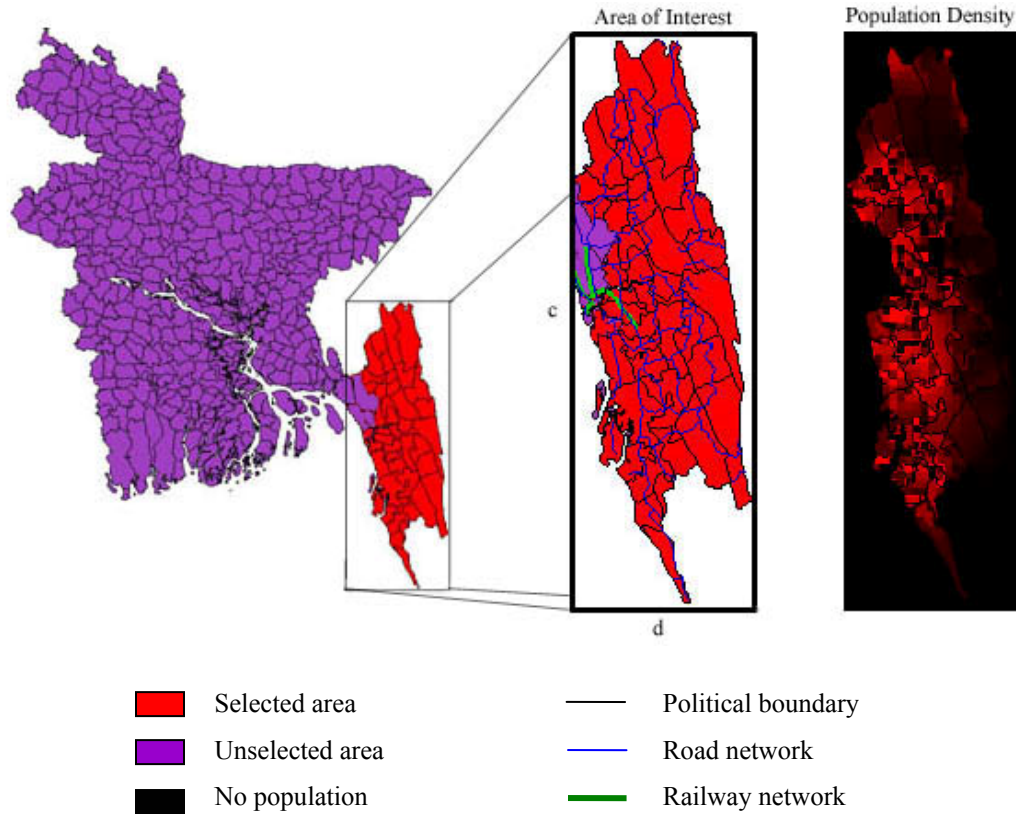 Area of Interest
Population Density
c
d
Selected area
Unselected area
No population
Political boundary
Road network
Railway network